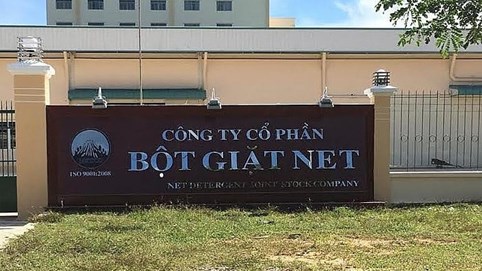 CÔNG TY CỔ PHẦN
BỘT GIẶT NET
NET DETERGENT JOINT STOCK COMPANY
ISO 9001:2008